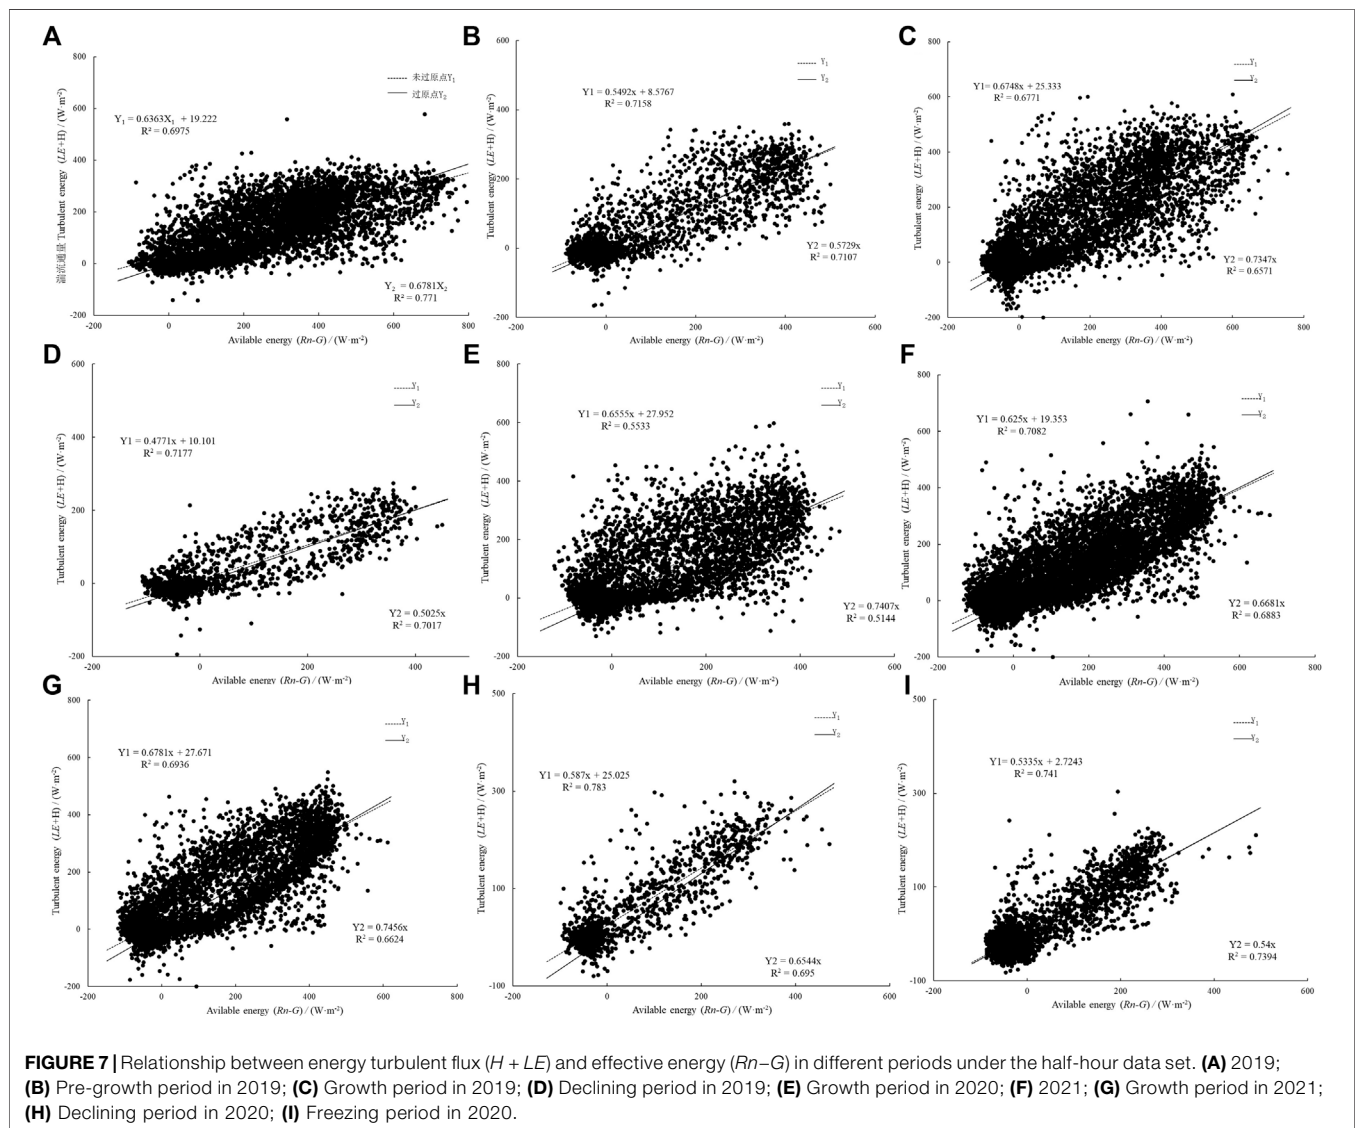 A
800
600
400
200
0
-200
-200
0
200
400
600
800
湍流通量 Turbulent energy (LE+H) / (W·m-2)
Avilable energy (Rn-G) / (W·m-2)
未过原点Y1
过原点Y2
Y1 = 0.6363X1 + 19.222
R² = 0.6975
Y2 = 0.6781X2
R² = 0.771
B
600
400
200
0
-200
-200
0
200
400
600
Turbulent energy (LE+H) / (W·m-2)
Avilable energy (Rn-G) / (W·m-2)
Y1
Y2
Y1 = 0.5492x + 8.5767
R² = 0.7158
Y2 = 0.5729x
R² = 0.7107
C
800
600
400
200
0
-200
-200
0
200
400
600
800
Turbulent energy (LE+H) / (W·m-2)
Avilable energy (Rn-G) / (W·m-2)
Y1
Y2
Y1= 0.6748x + 25.333
R² = 0.6771
Y2 = 0.7347x
R² = 0.6571
D
600
400
200
0
-200
-200
0
200
400
Turbulent energy (LE+H) / (W·m-2)
Avilable energy (Rn-G) / (W·m-2)
Y1
Y2
Y1 = 0.4771x + 10.101
R² = 0.7177
Y2 = 0.5025x
R² = 0.7017
E
800
600
400
200
0
-200
-200
0
200
400
600
Turbulent energy (LE+H) / (W·m-2)
Avilable energy (Rn-G) / (W·m-2)
Y1
Y2
Y1 = 0.6555x + 27.952
R² = 0.5533
Y2 = 0.7407x
R² = 0.5144
F
800
600
400
200
0
-200
-200
0
200
400
600
800
Turbulent energy (LE+H) / (W·m-2)
Avilable energy (Rn-G) / (W·m-2)
Y1
Y2
Y1 = 0.625x + 19.353
R² = 0.7082
Y2 = 0.6681x
R² = 0.6883
G
800
600
400
200
0
-200
-200
0
200
400
600
800
Turbulent energy (LE+H) / (W·m-2)
Avilable energy (Rn-G) / (W·m-2)
Y1
Y2
Y1 = 0.6781x + 27.671
R² = 0.6936
Y2 = 0.7456x
R² = 0.6624
H
500
300
100
-100
-200
0
200
400
600
Turbulent energy (LE+H) / (W·m-2)
Avilable energy (Rn-G) / (W·m-2)
Y1
Y2
Y1 = 0.587x + 25.025
R² = 0.783
Y2 = 0.6544x
R² = 0.695
I
500
300
100
-100
-200
0
200
400
600
Turbulent energy (LE+H) / (W·m-2)
Avilable energy (Rn-G) / (W·m-2)
Y1
Y2
Y1= 0.5335x + 2.7243
R² = 0.741
Y2 = 0.54x
R² = 0.7394
FIGURE 7 | Relationship between energy turbulent flux (H + LE) and effective energy (Rn–G) in different periods under the half-hour data set. (A) 2019;
(B) Pre-growth period in 2019; (C) Growth period in 2019; (D) Declining period in 2019; (E) Growth period in 2020; (F) 2021; (G) Growth period in 2021;
(H) Declining period in 2020; (I) Freezing period in 2020.